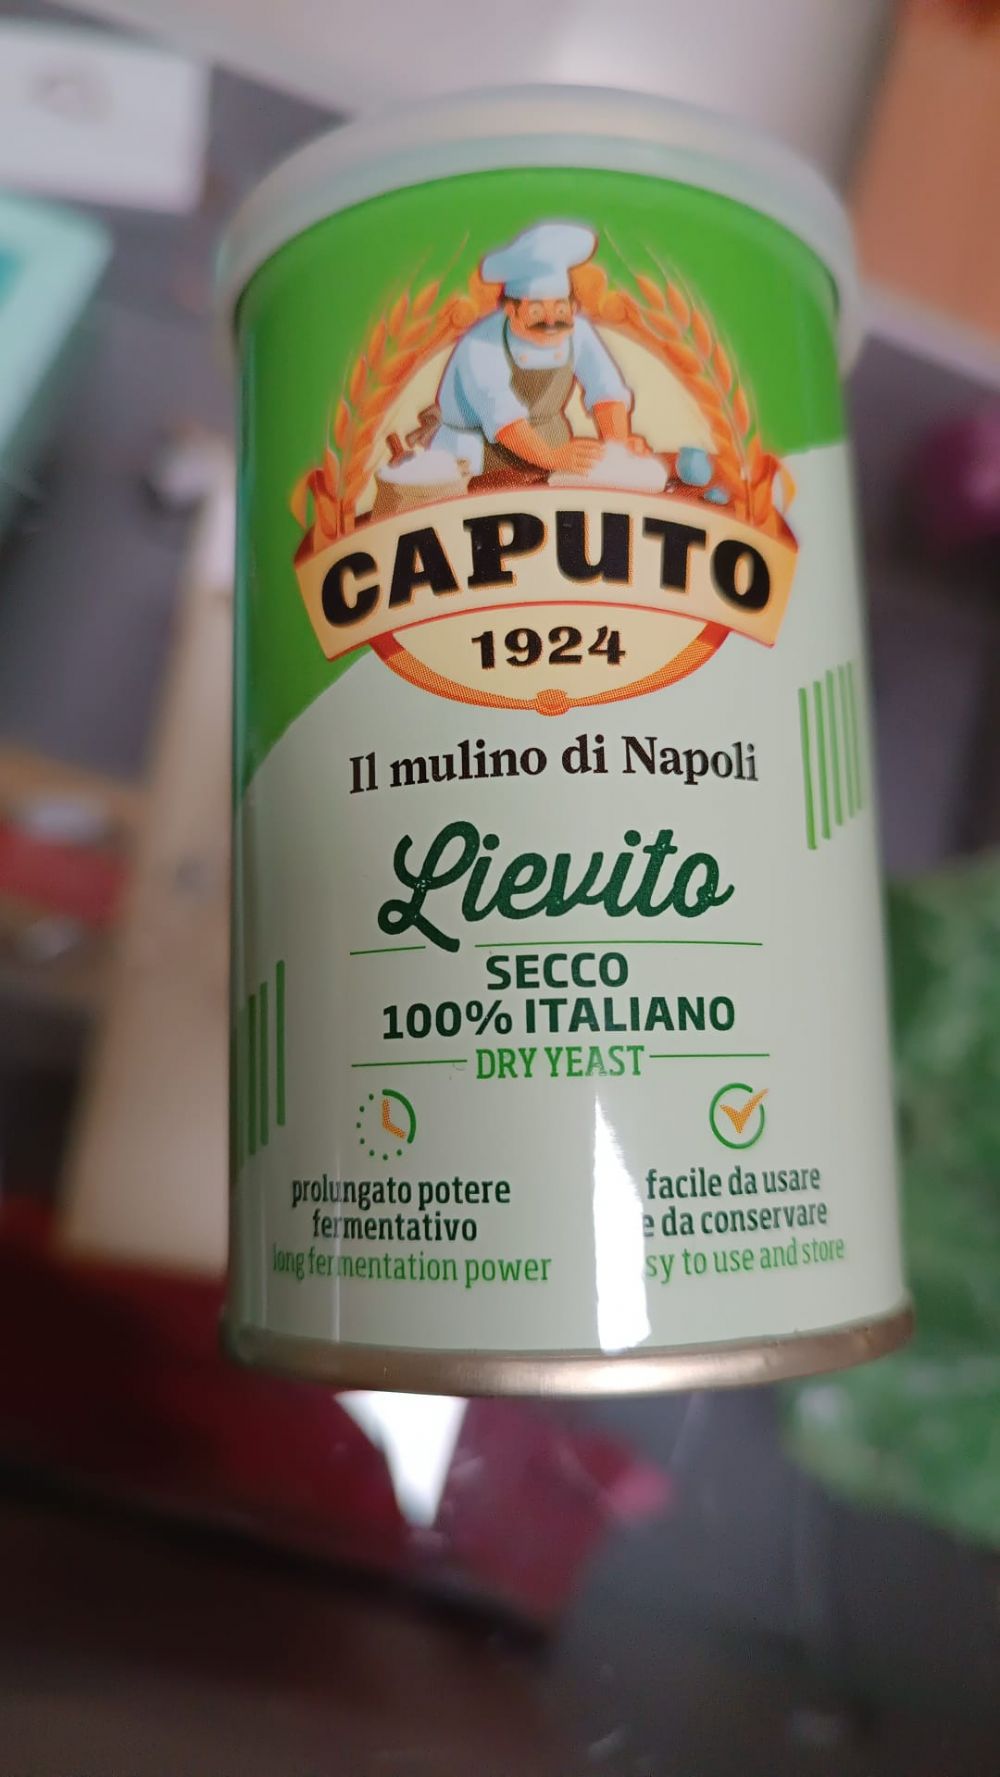 CAPUTO
1924
Il mulino di Napoli
Lievito
SECCO
100% ITALIANO
DRY YEAST
prolungato potere
fermentativo
long fermentation power
facile da usare
e da conservare
sy to use and store